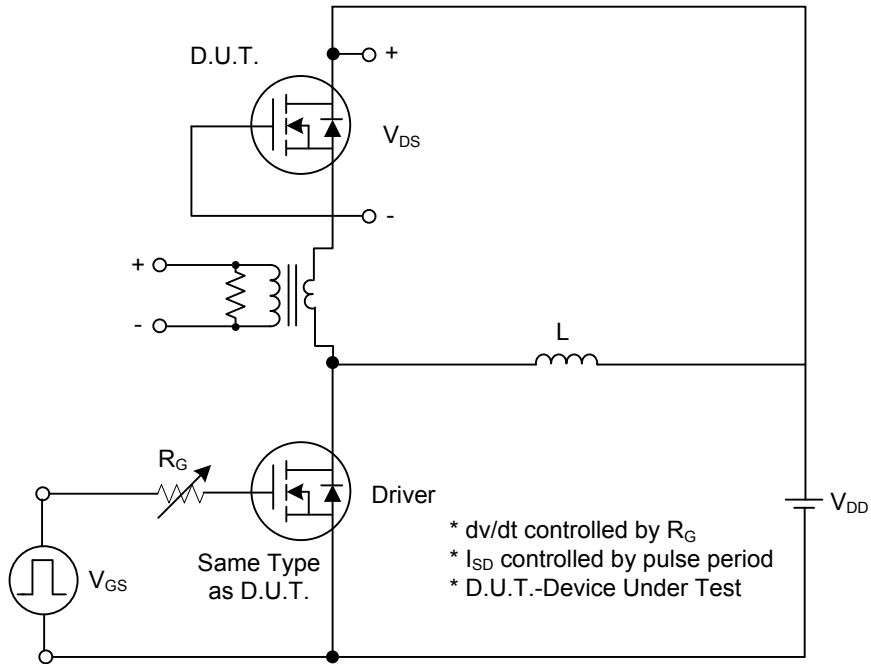 D.U.T.
+
V_DS
-
+
-
L
R_G
Driver
V_DD
V_GS
Same Type
as D.U.T.
* dv/dt controlled by R_G
* I_SD controlled by pulse period
* D.U.T.-Device Under Test